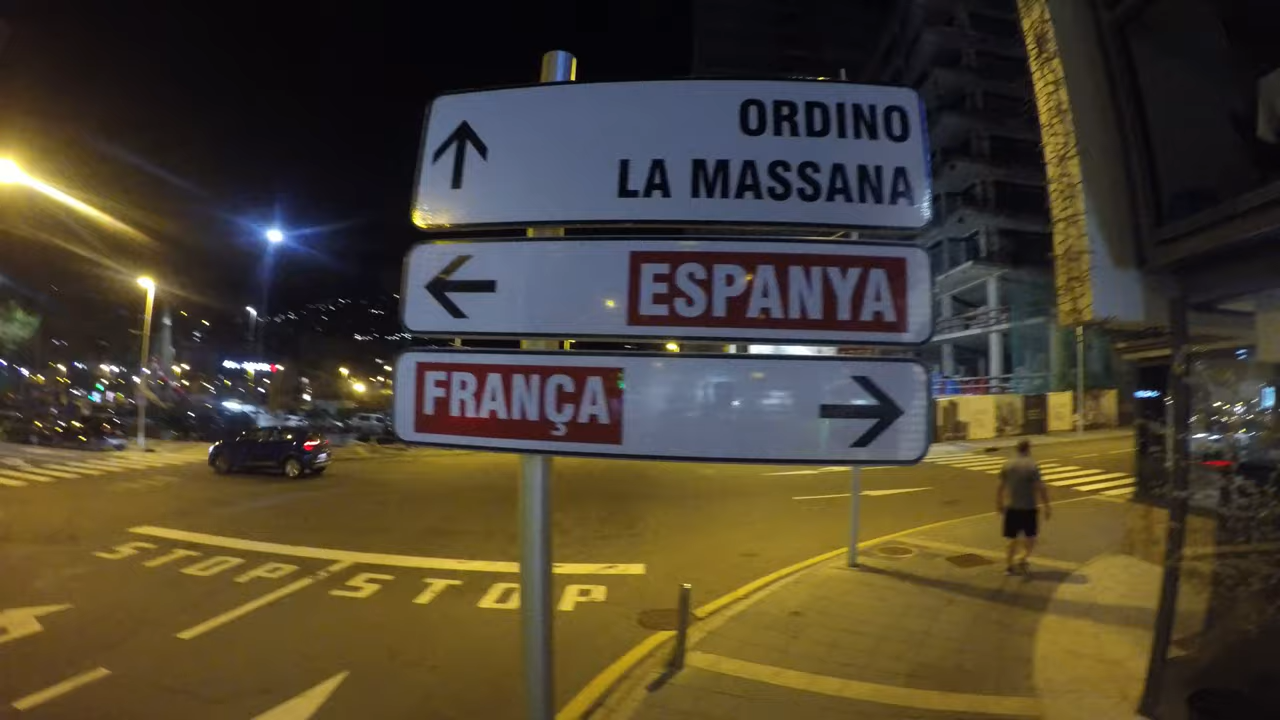 ORDINO
LA MASSANA
ESPANYA
FRANÇA
STOP STOP